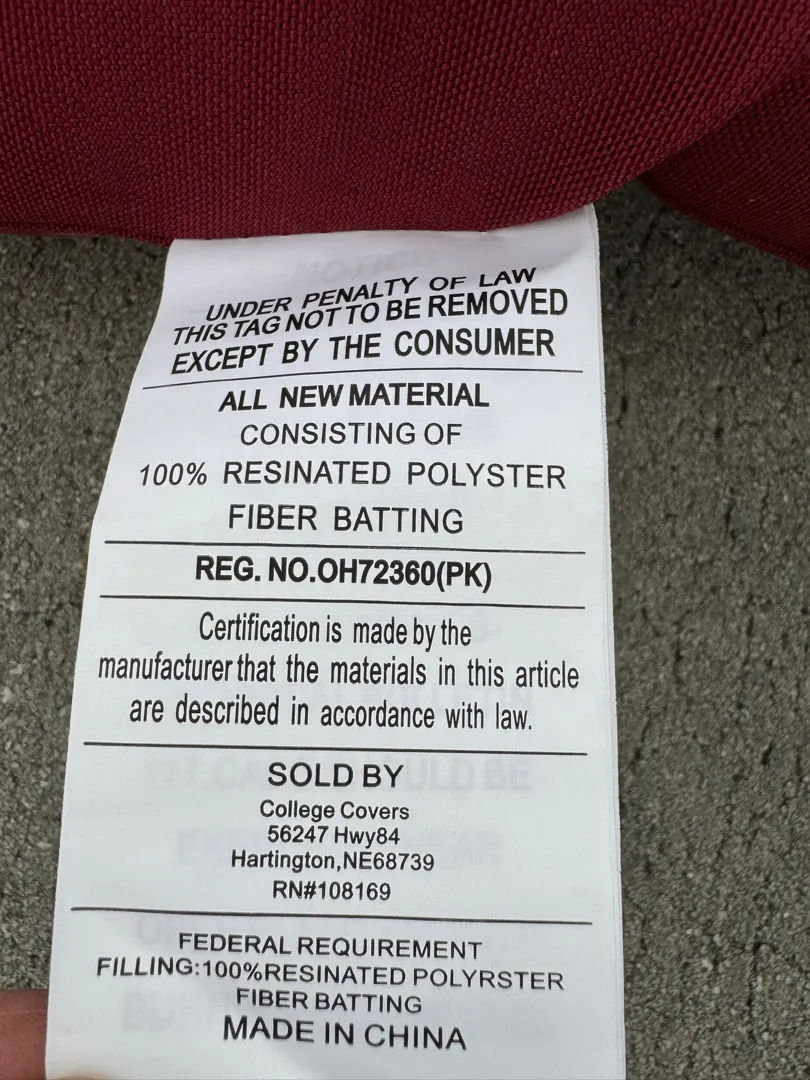 UNDER PENALTY OF LAW
THIS TAG NOT TO BE REMOVED
EXCEPT BY THE CONSUMER
ALL NEW MATERIAL
CONSISTING OF
100% RESINATED POLYSTER
FIBER BATTING
REG. NO.OH72360(PK)
Certification is made by the
manufacturer that the materials in this article
are described in accordance with law.
SOLD BY
College Covers
56247 Hwy84
Hartington,NE68739
RN#108169
FEDERAL REQUIREMENT
FILLING:100%RESINATED POLYRSTER
FIBER BATTING
MADE IN CHINA